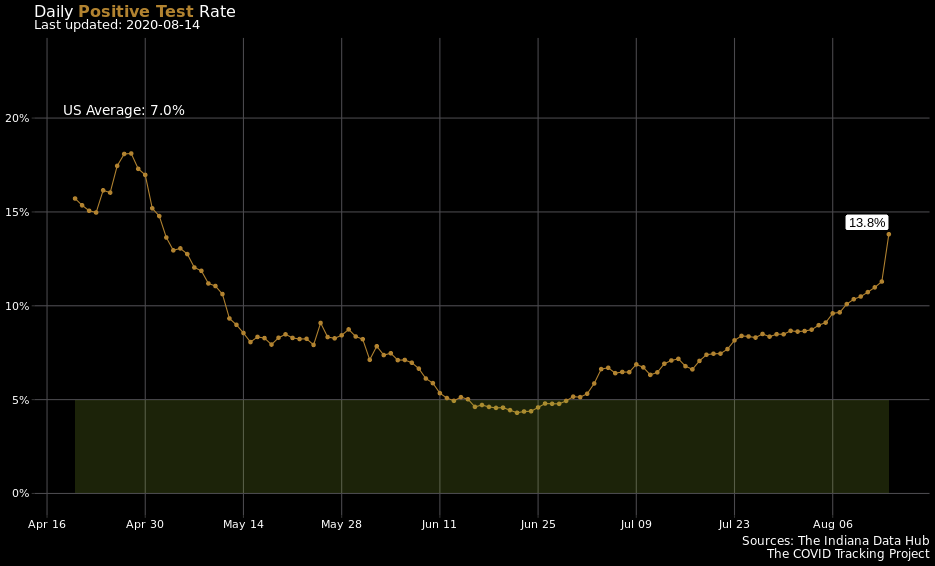 Daily Positive Test Rate
Last updated: 2020-08-14
US Average: 7.0%
20%
15%
13.8%
10%
5%
0%
Apr 16 Apr 30 May 14 May 28 Jun 11 Jun 25 Jul 09 Jul 23 Aug 06
Sources: The Indiana Data Hub
The COVID Tracking Project